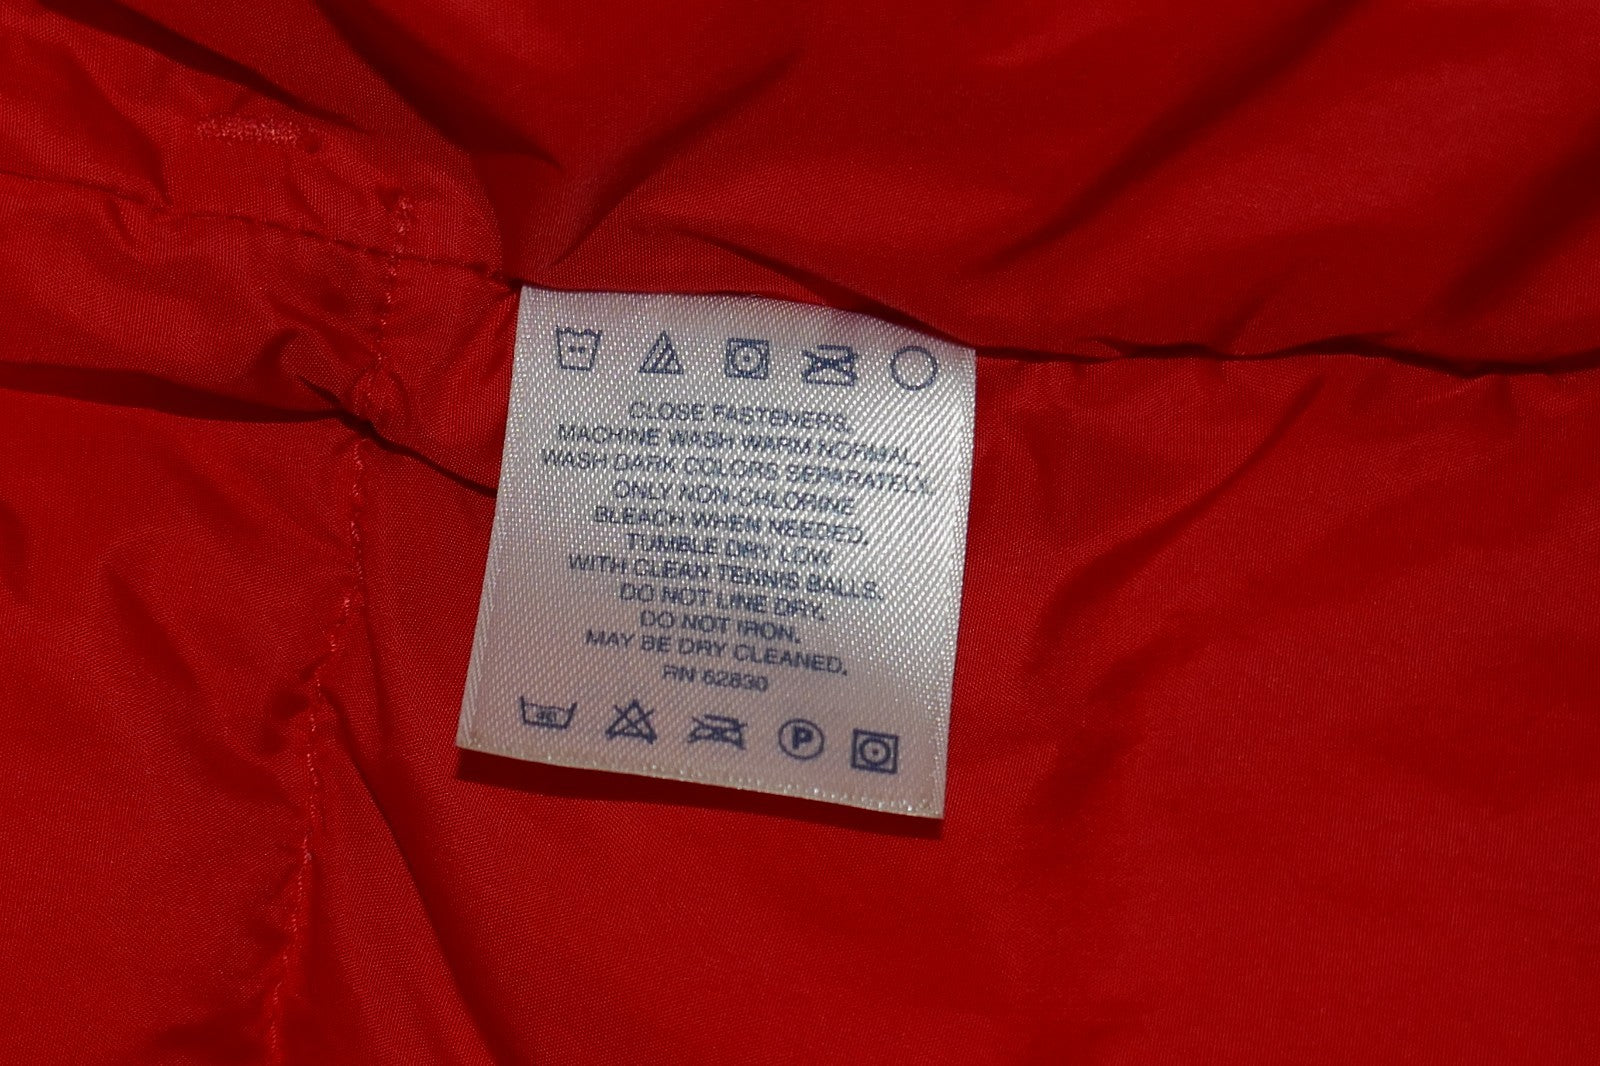 CLOSE FASTENERS.
MACHINE WASH WARM NORMAL.
WASH DARK COLORS SEPARATELY.
ONLY NON-CHLORINE
BLEACH WHEN NEEDED.
TUMBLE DRY LOW
WITH CLEAN TENNIS BALLS.
DO NOT LINE DRY.
DO NOT IRON.
MAY BE DRY CLEANED.
RN 62830
40 P